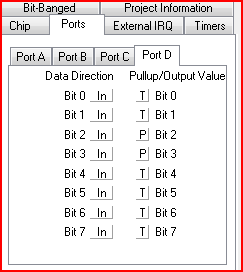 Bit-Banged Project Information
Chip Ports External IRQ Timers
Port A Port B Port C Port D
Data Direction Pullup/Output Value
Bit 0 In T Bit 0
Bit 1 In T Bit 1
Bit 2 In P Bit 2
Bit 3 In P Bit 3
Bit 4 In T Bit 4
Bit 5 In T Bit 5
Bit 6 In T Bit 6
Bit 7 In T Bit 7